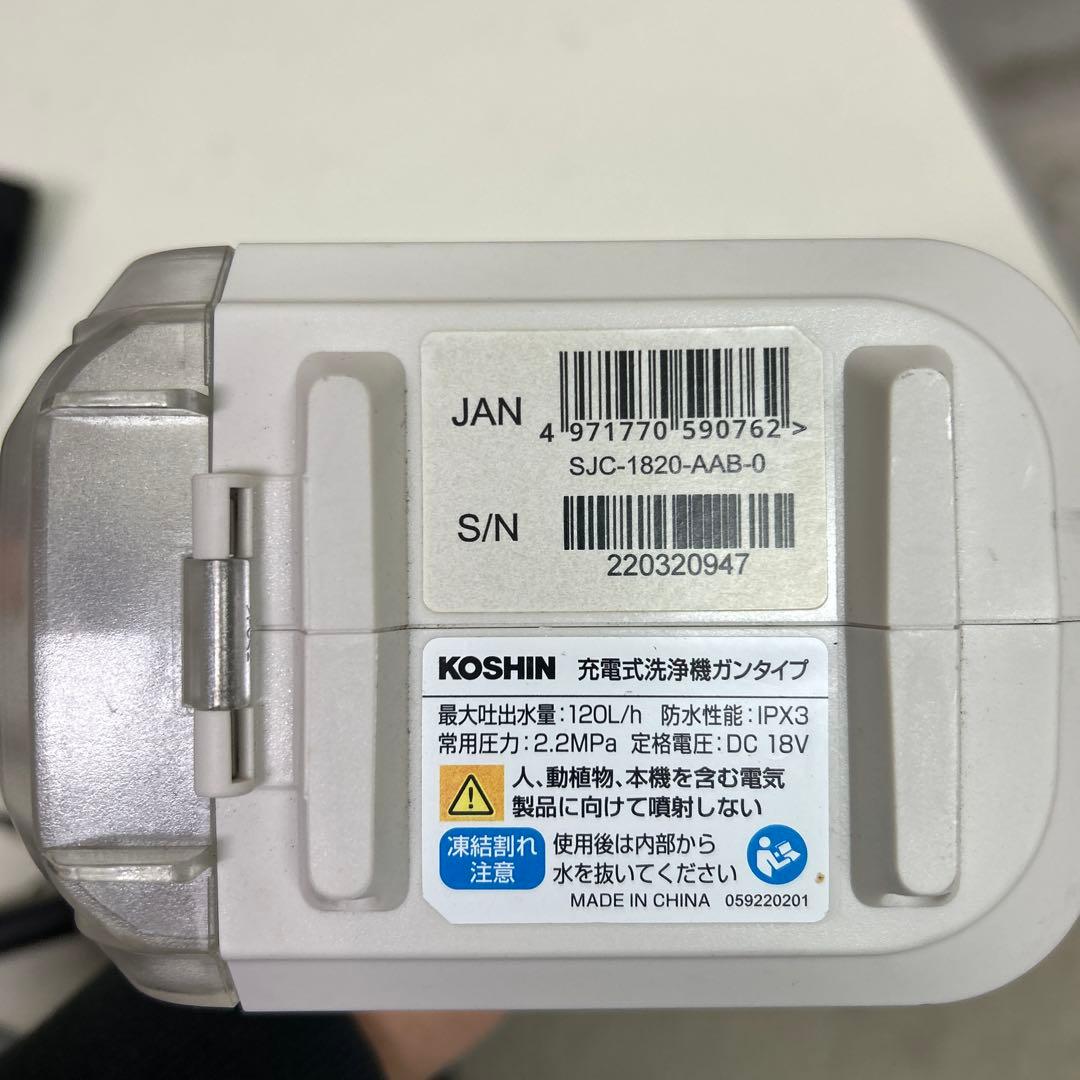 JAN
4 971770 590762 >
SJC-1820-AAB-0
S/N
220320947
KOSHIN 充電式洗浄機ガンタイプ
最大吐出水量:120L/h 防水性能:IPX3
常用圧力:2.2MPa 定格電圧:DC 18V
人、動植物、本機を含む電気
製品に向けて噴射しない
凍結割れ
注意
使用後は内部から
水を抜いてください
MADE IN CHINA 059220201